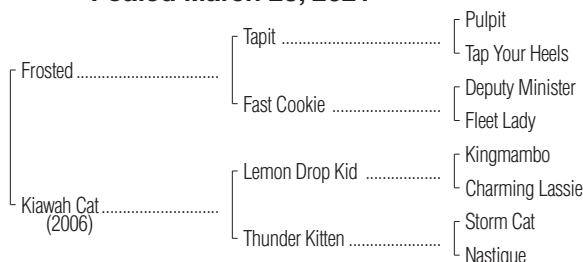 Foaled March 2021
Pulpit
Tapit ........................................
Tap Your Heels
Frosted ....................................
Deputy Minister
Fast Cookie ...........................
Fleet Lady
Kingmambo
Lemon Drop Kid ...................
Charming Lassie
Kiawah Cat .............................
(2006)
Storm Cat
Thunder Kitten ........................
Nastique